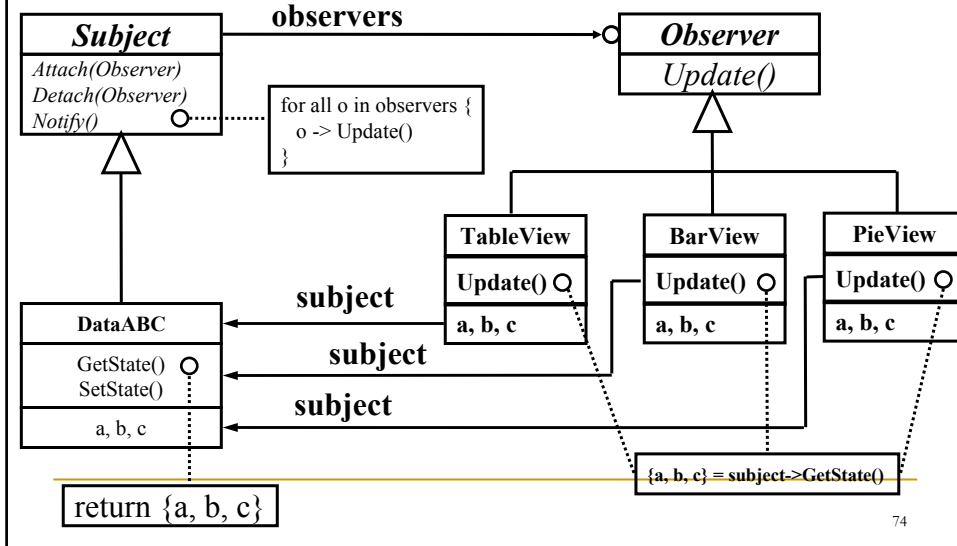 observers
Subject
Attach(Observer)
Detach(Observer)
Notify()
for all o in observers {
o -> Update()
}
Observer
Update()
TableView
Update()
a, b, c
BarView
Update()
a, b, c
PieView
Update()
a, b, c
DataABC
GetState()
SetState()
a, b, c
subject
subject
subject
{a, b, c} = subject->GetState()
return {a, b, c}
74